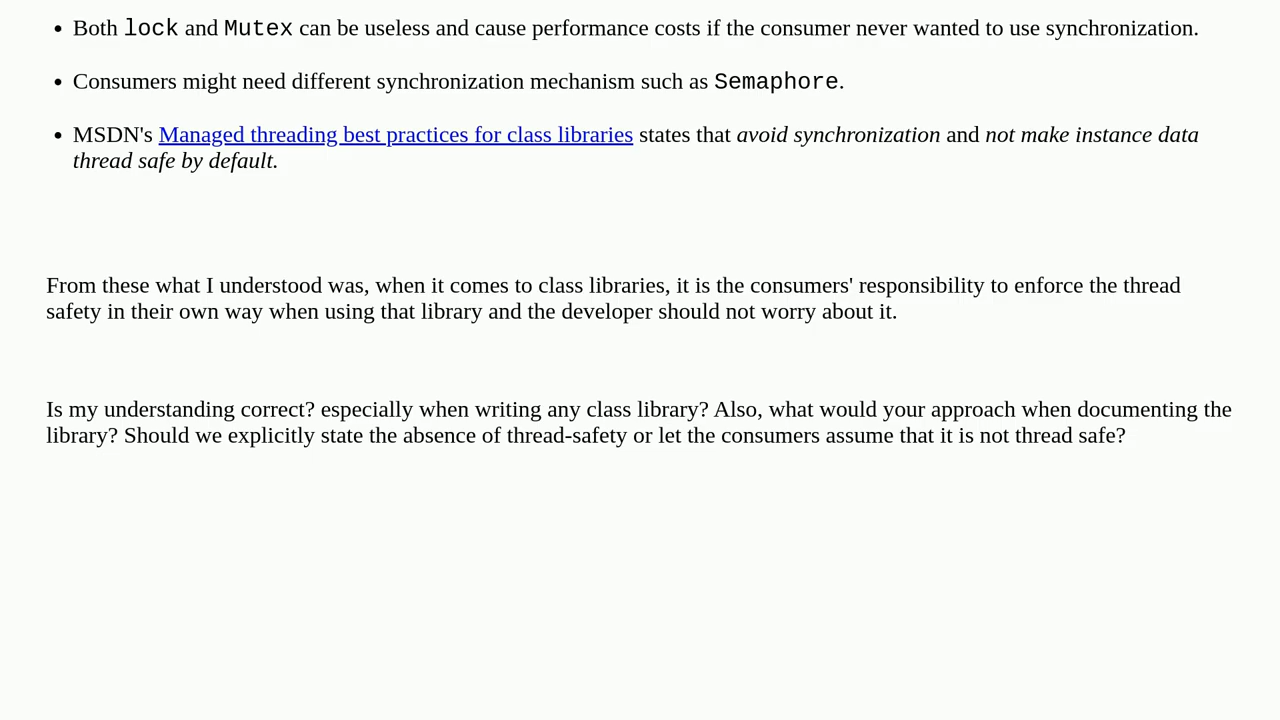 Both lock and Mutex can be useless and cause performance costs if the consumer never wanted to use synchronization.
Consumers might need different synchronization mechanism such as Semaphore.
MSDN's Managed threading best practices for class libraries states that avoid synchronization and not make instance data
thread safe by default.
From these what I understood was, when it comes to class libraries, it is the consumers' responsibility to enforce the thread
safety in their own way when using that library and the developer should not worry about it.
Is my understanding correct? especially when writing any class library? Also, what would your approach when documenting the
library? Should we explicitly state the absence of thread-safety or let the consumers assume that it is not thread safe?